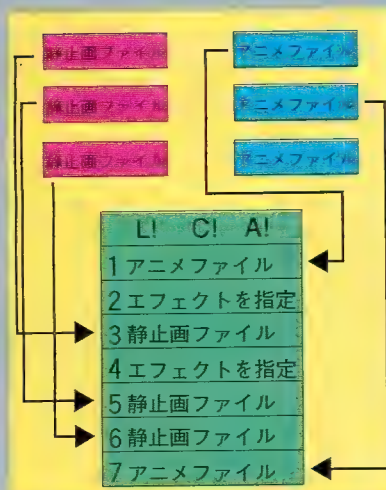 静止画ファイル
アニメファイル
静止画ファイル
アニメファイル
静止画ファイル
アニメファイル
L! C! A!
1 アニメファイル
2 エフェクトを指定
3 静止画ファイル
4 エフェクトを指定
5 静止画ファイル
6 静止画ファイル
7 アニメファイル